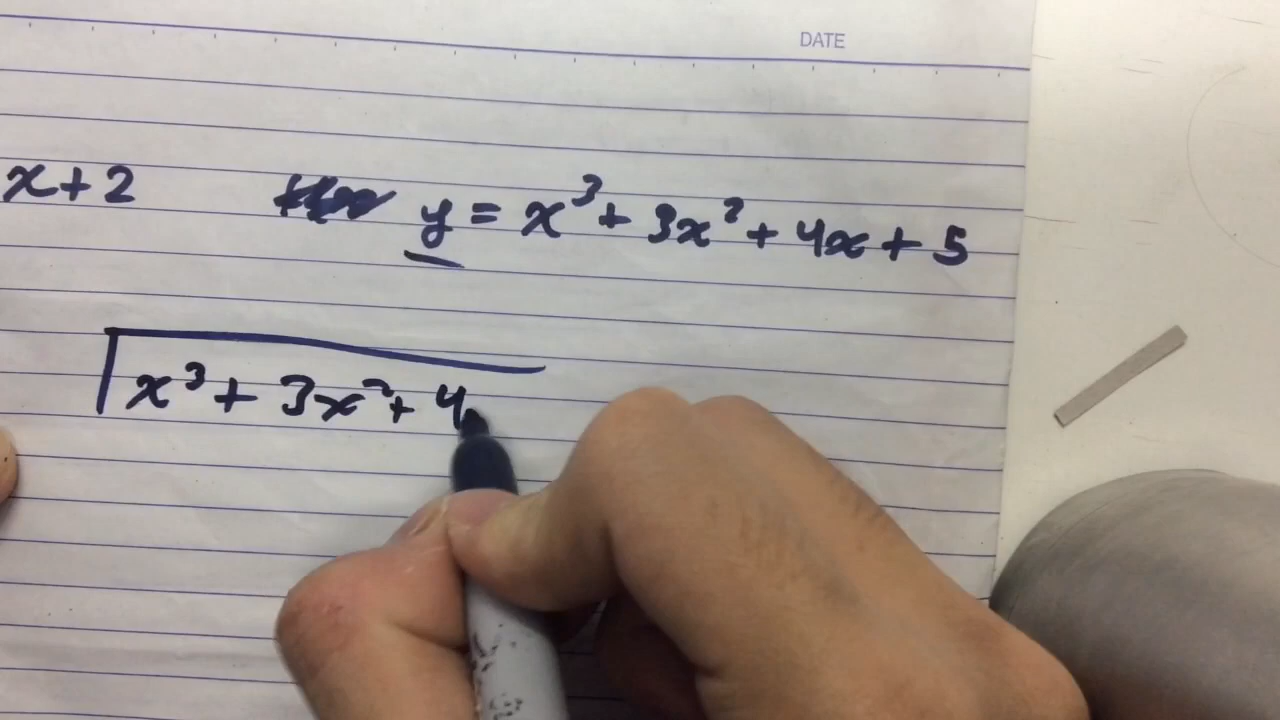 DATE
x+2 y = x³ + 3x² + 4x + 5
x³ + 3x² + 4